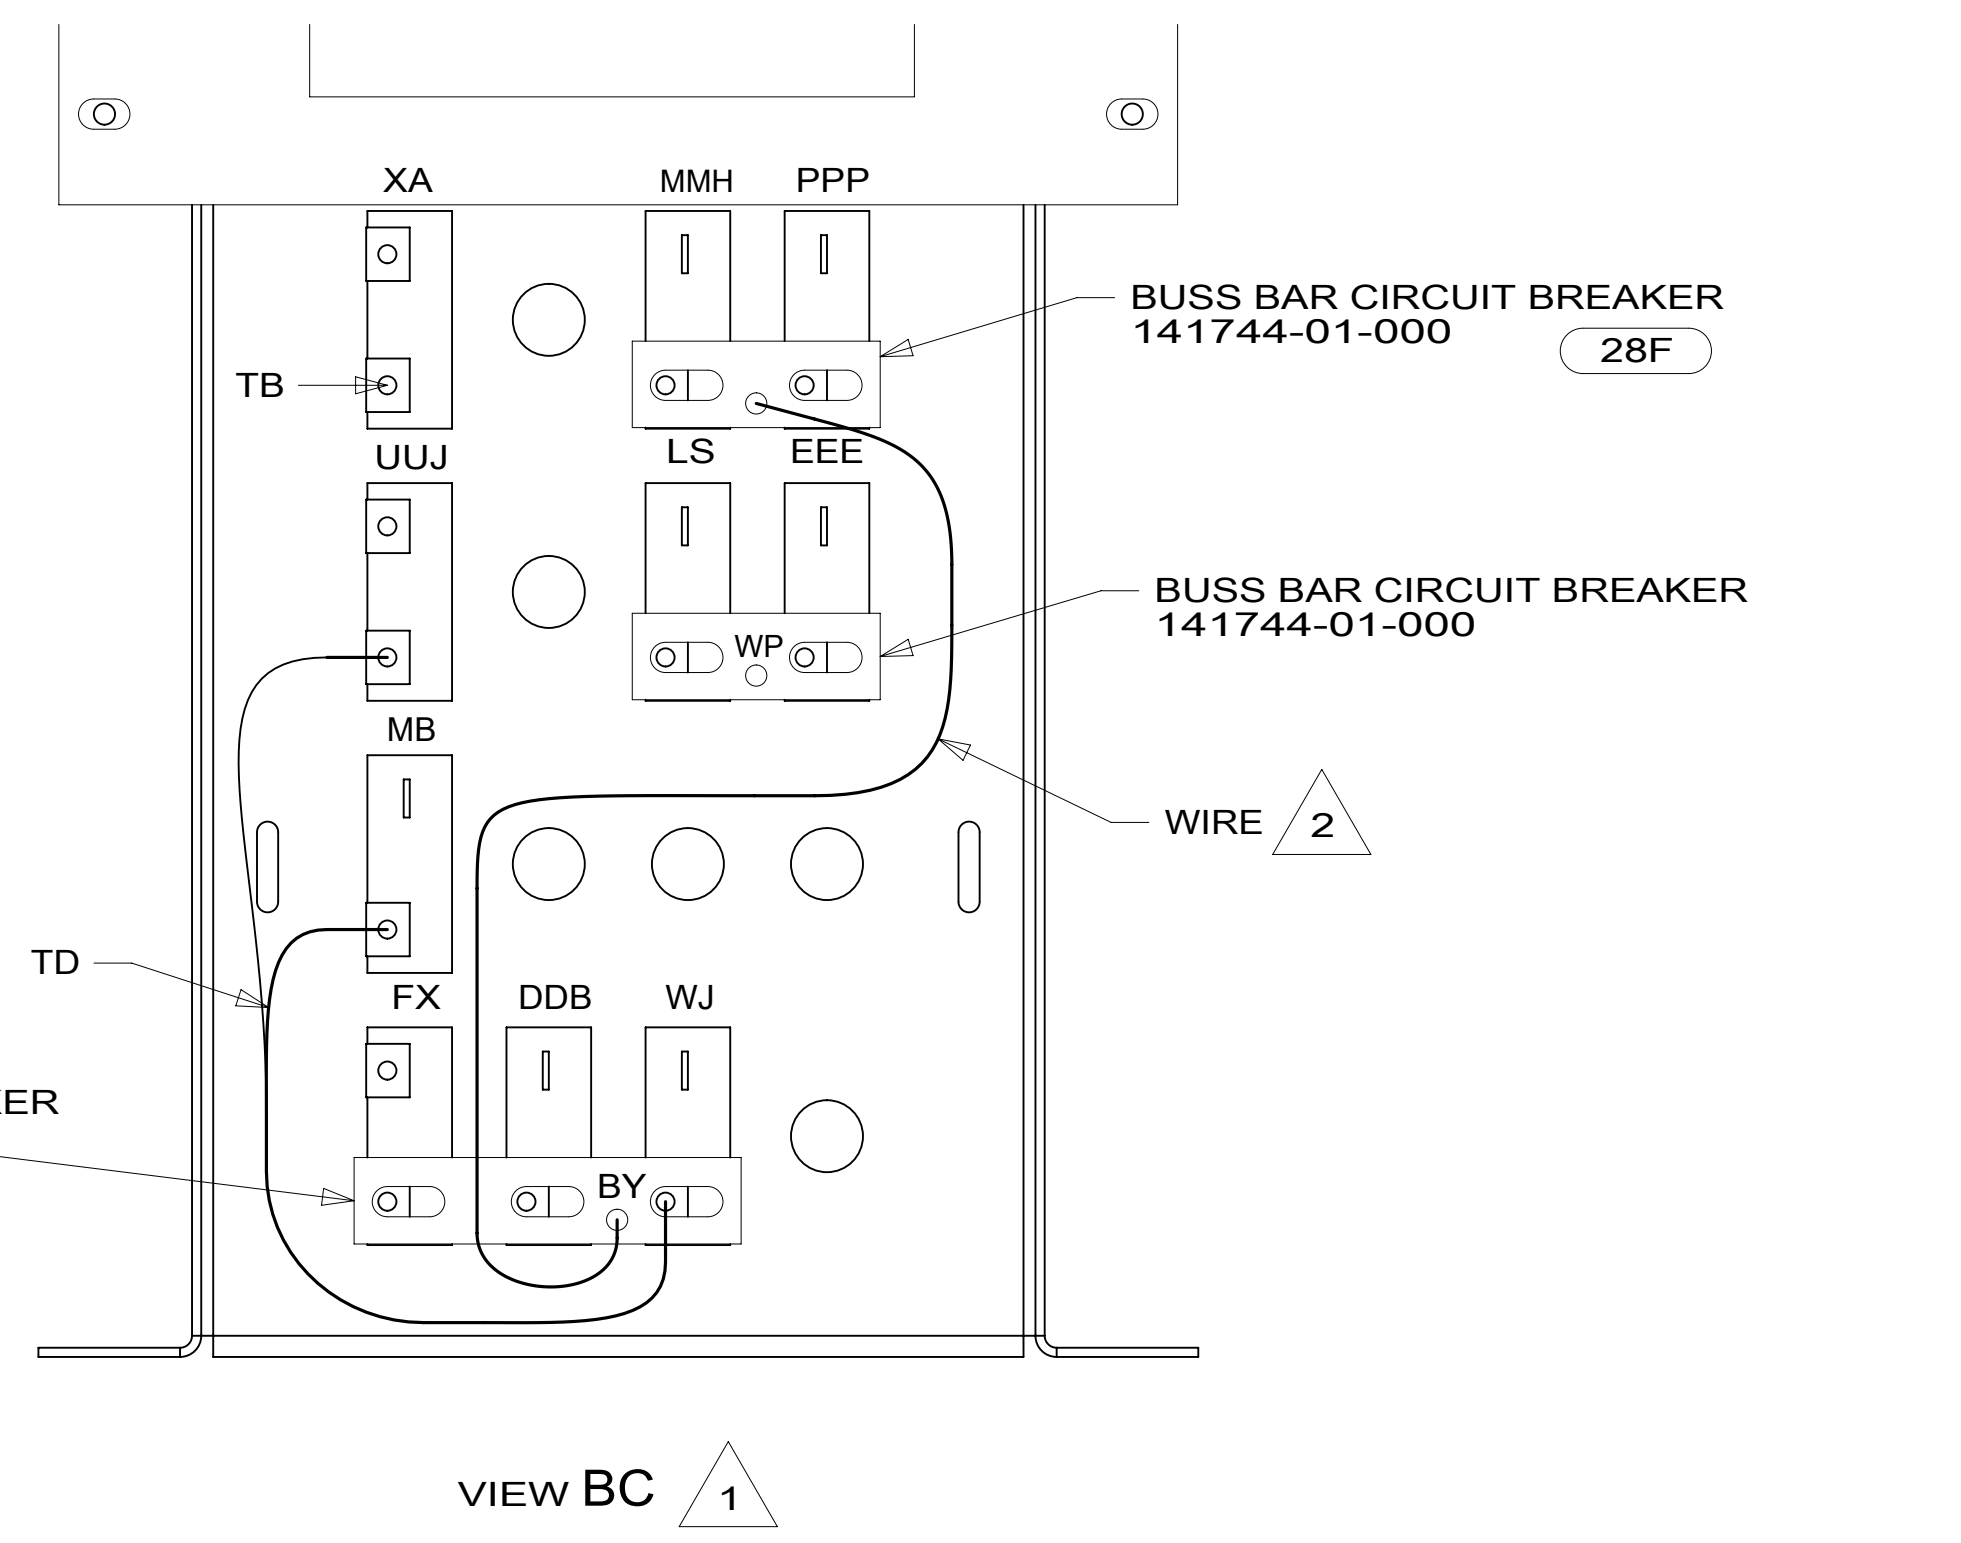 XA
MMH
PPP
BUSS BAR CIRCUIT BREAKER
141744-01-000
28F
TB
UUJ
LS
EEE
BUSS BAR CIRCUIT BREAKER
141744-01-000
WP
MB
WIRE 2
TD
FX
DDB
WJ
KER
BY
VIEW BC 1